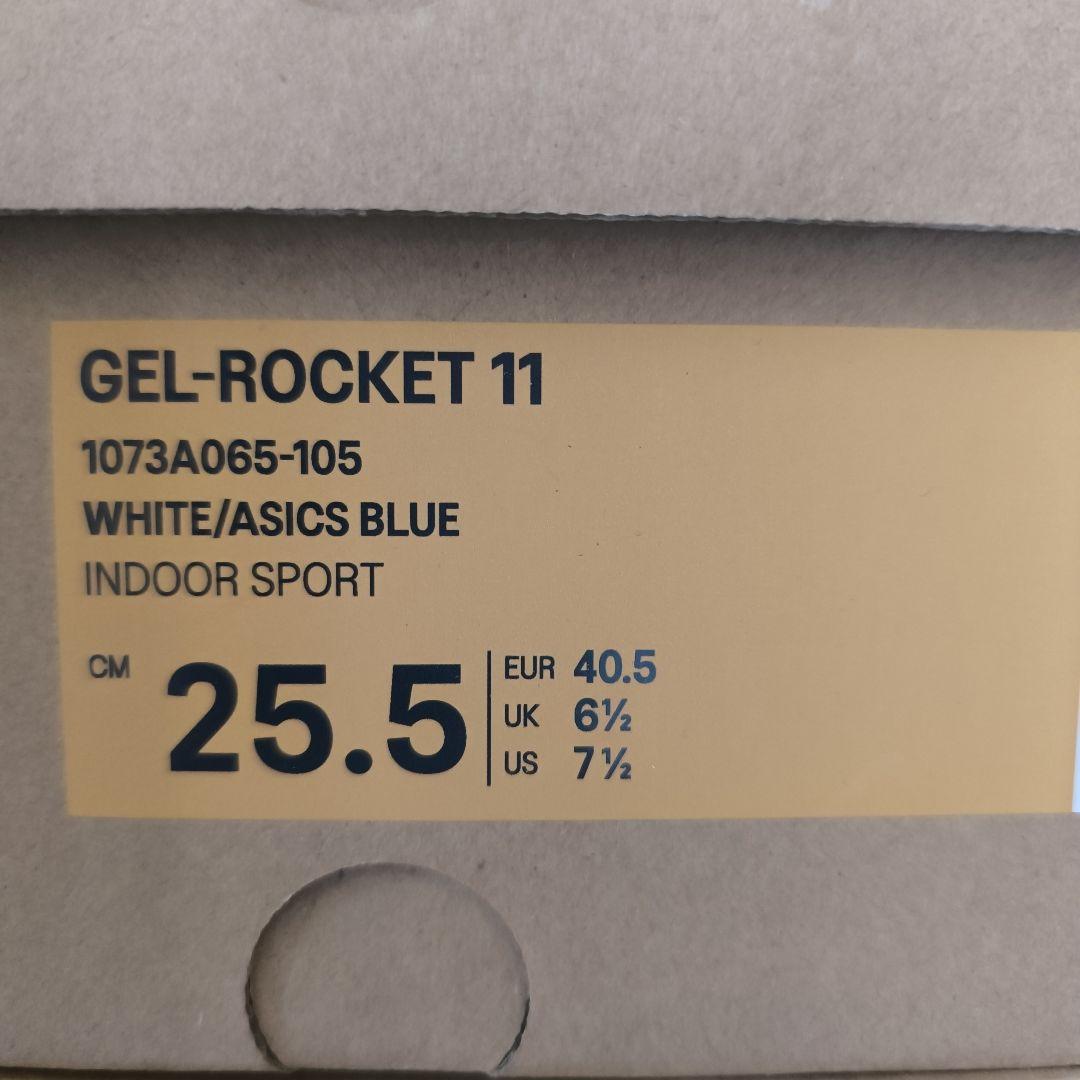 GEL-ROCKET 11
1073A065-105
WHITE/ASICS BLUE
INDOOR SPORT
CM 25.5
EUR 40.5
UK 6½
US 7½